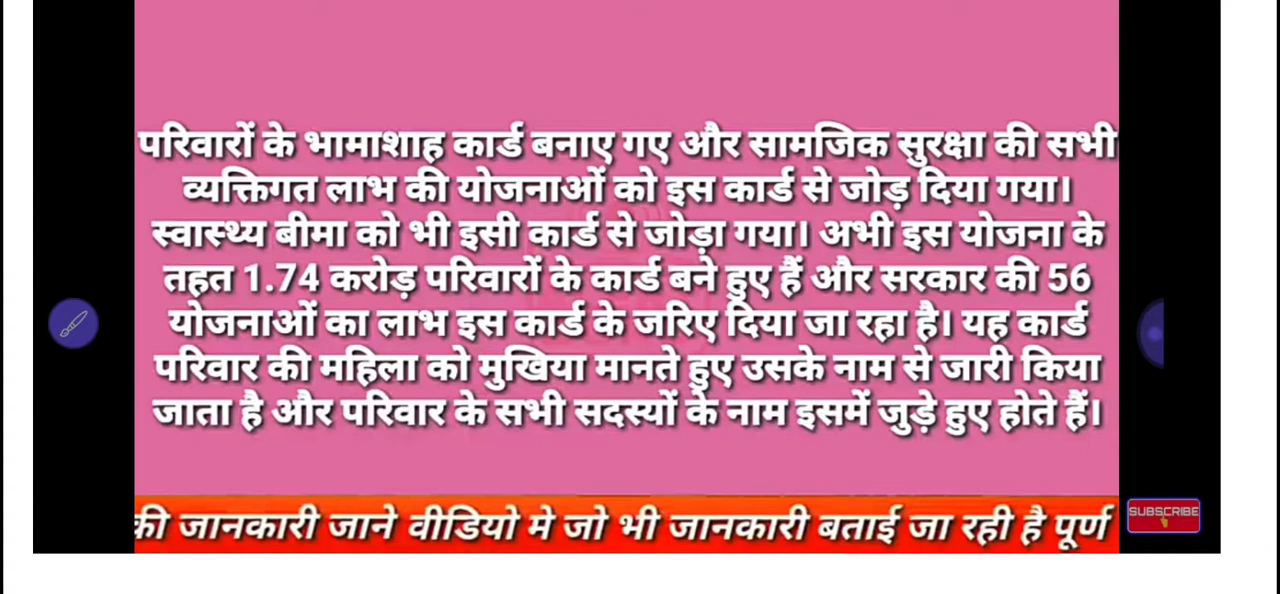 परिवारों के भामाशाह कार्ड बनाए गए और सामजिक सुरक्षा की सभी
व्यक्तिगत लाभ की योजनाओं को इस कार्ड से जोड़ दिया गया।
स्वास्थ्य बीमा को भी इसी कार्ड से जोड़ा गया। अभी इस योजना के
तहत 1.74 करोड़ परिवारों के कार्ड बने हुए हैं और सरकार की 56
योजनाओं का लाभ इस कार्ड के जरिए दिया जा रहा है। यह कार्ड
परिवार की महिला को मुखिया मानते हुए उसके नाम से जारी किया
जाता है और परिवार के सभी सदस्यों के नाम इसमें जुड़े हुए होते हैं।
की जानकारी जाने वीडियो मे जो भी जानकारी बताई जा रही है पूर्ण
SUBSCRIBE